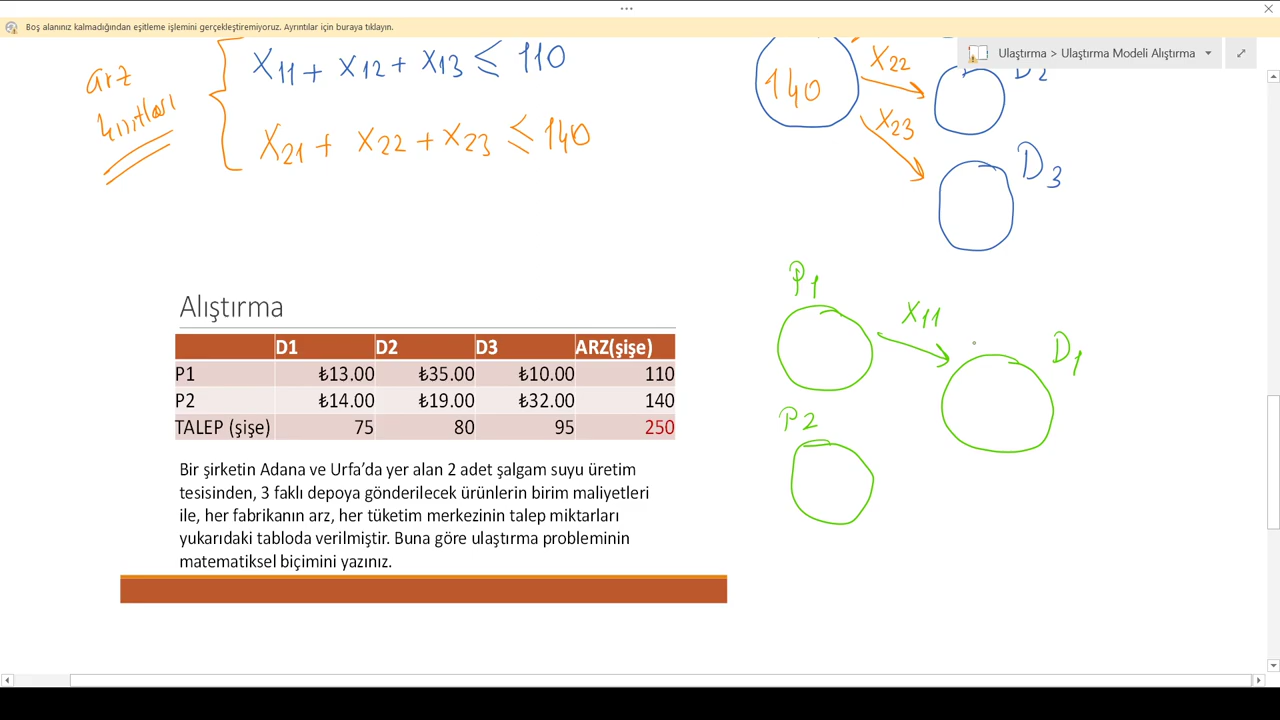 Boş alanınız kalmadığından eşitleme işlemini gerçekleştiremiyoruz. Ayrıntılar için buraya tıklayın.
Ulaştırma > Ulaştırma Modeli Alıştırma
arz kısıtları
X11 + X12 + X13 ≤ 110
X21 + X22 + X23 ≤ 140
140
X22
X23
D2
D3
P1
X11
D1
P2
Alıştırma
D1 D2 D3 ARZ(şişe)
P1 ₺13.00 ₺35.00 ₺10.00 110
P2 ₺14.00 ₺19.00 ₺32.00 140
TALEP (şişe) 75 80 95 250
Bir şirketin Adana ve Urfa’da yer alan 2 adet şalgam suyu üretim
tesisinden, 3 faklı depoya gönderilecek ürünlerin birim maliyetleri
ile, her fabrikanın arz, her tüketim merkezinin talep miktarları
yukarıdaki tabloda verilmiştir. Buna göre ulaştırma probleminin
matematiksel biçimini yazınız.